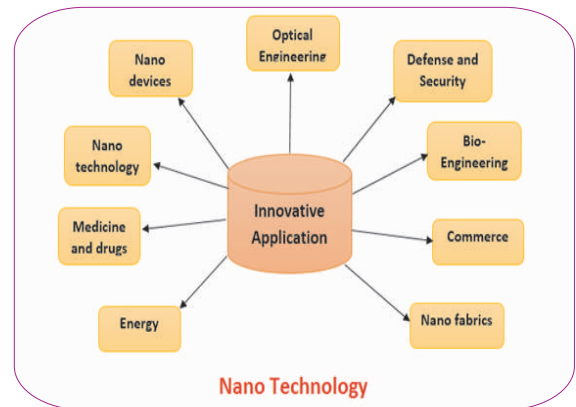 Optical
Engineering
Nano
devices
Defense and
Security
Nano
technology
Bio-
Engineering
Innovative
Application
Medicine
and drugs
Commerce
Energy
Nano fabrics
Nano Technology